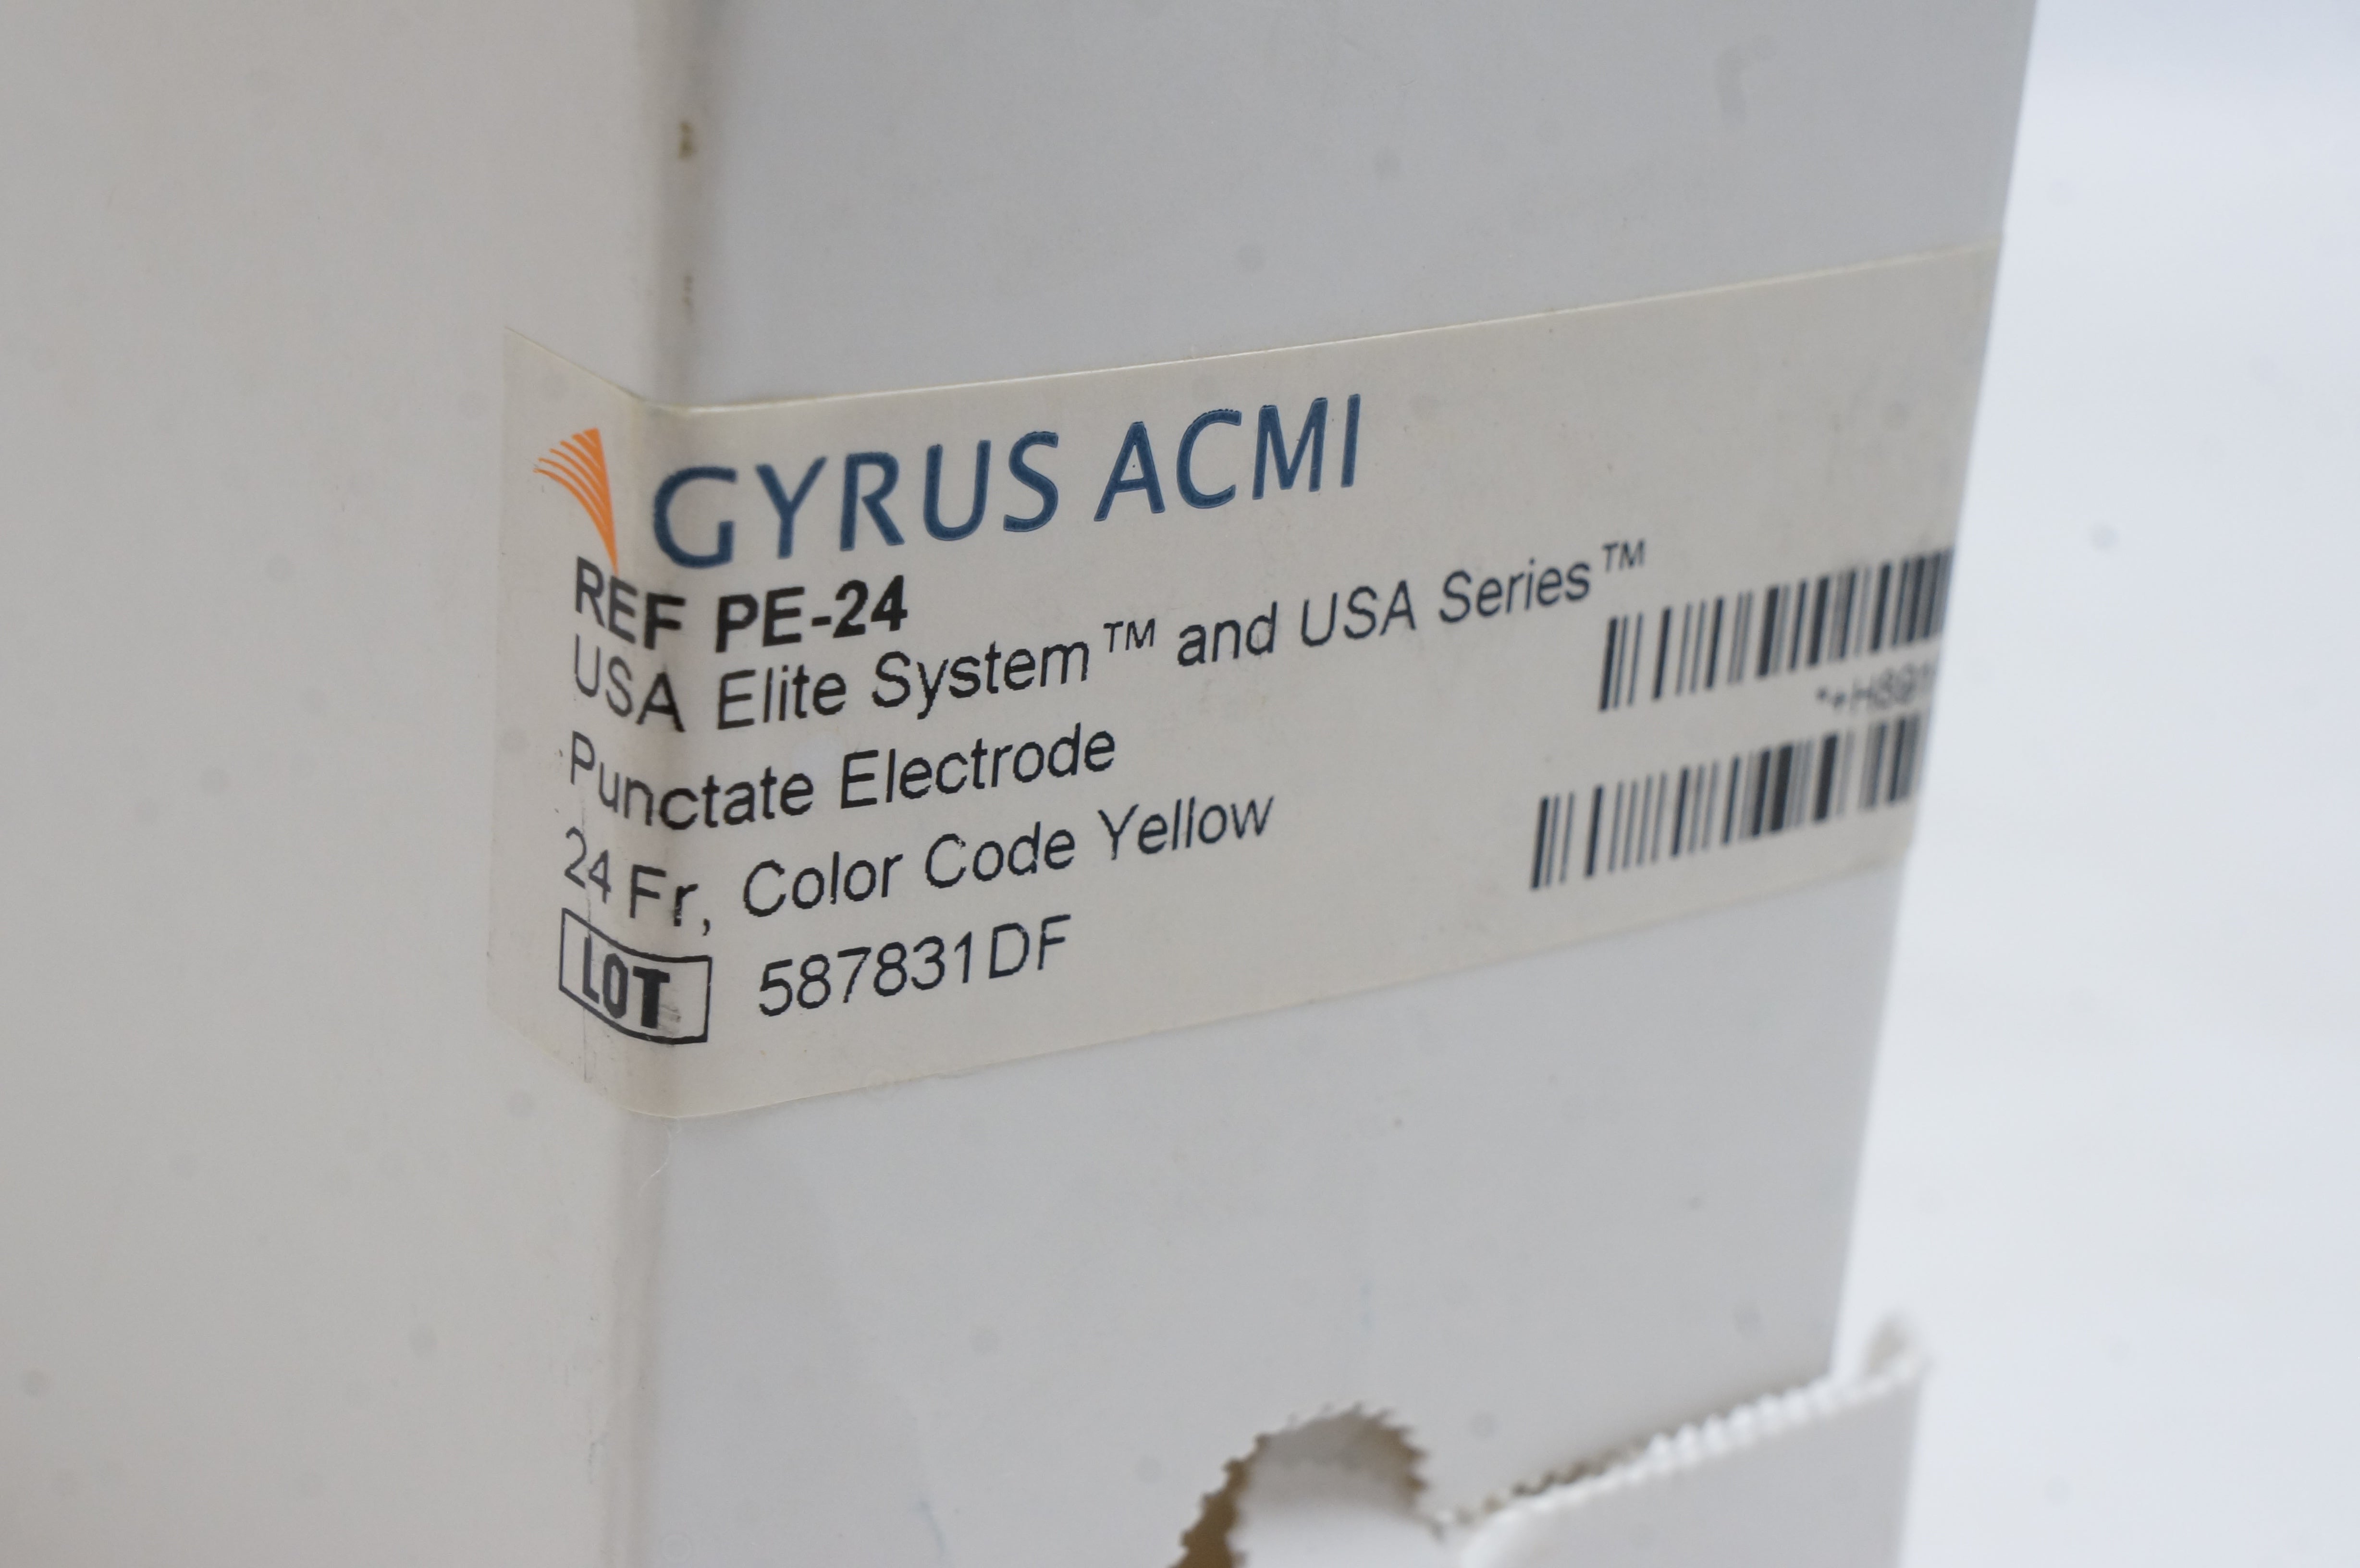 GYRUS ACMI
REF PE-24
USA Elite System™ and USA Series™
Punctate Electrode
24 Fr, Color Code Yellow
LOT 587831DF
*+H891